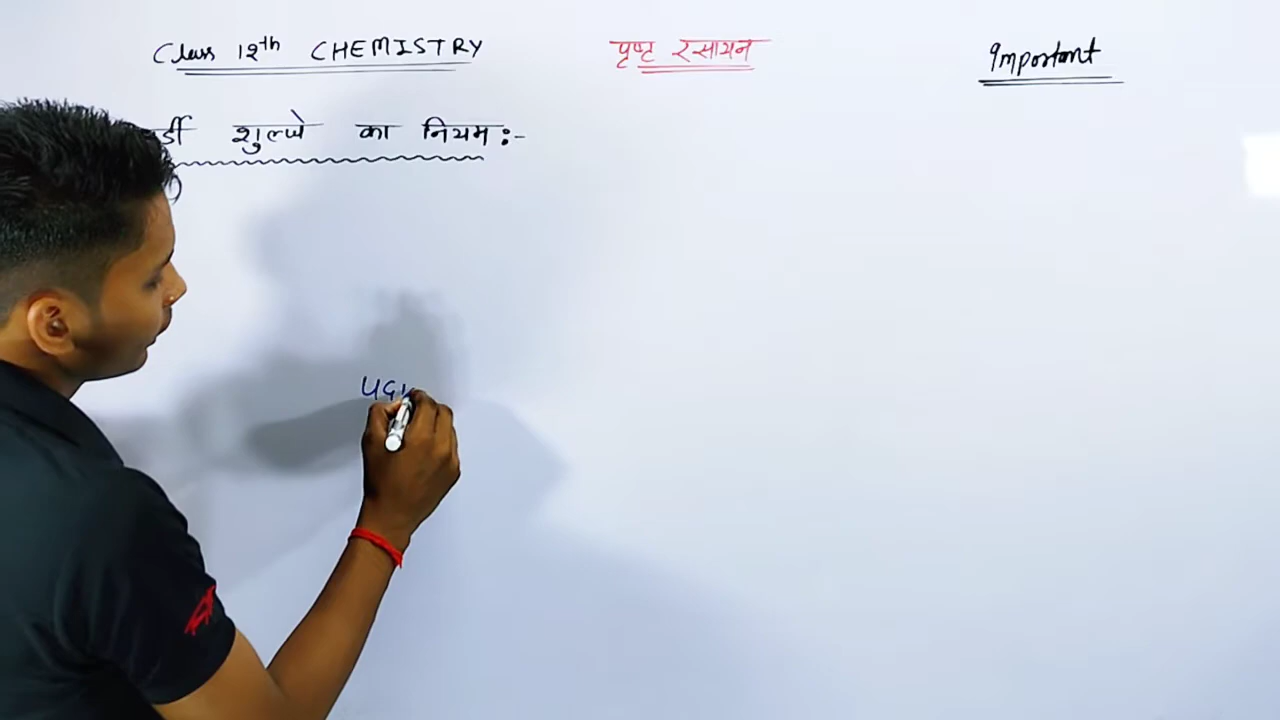 Class 12th CHEMISTRY
पृष्ट रसायन
Important
र्डी शुल्जे का नियम :-